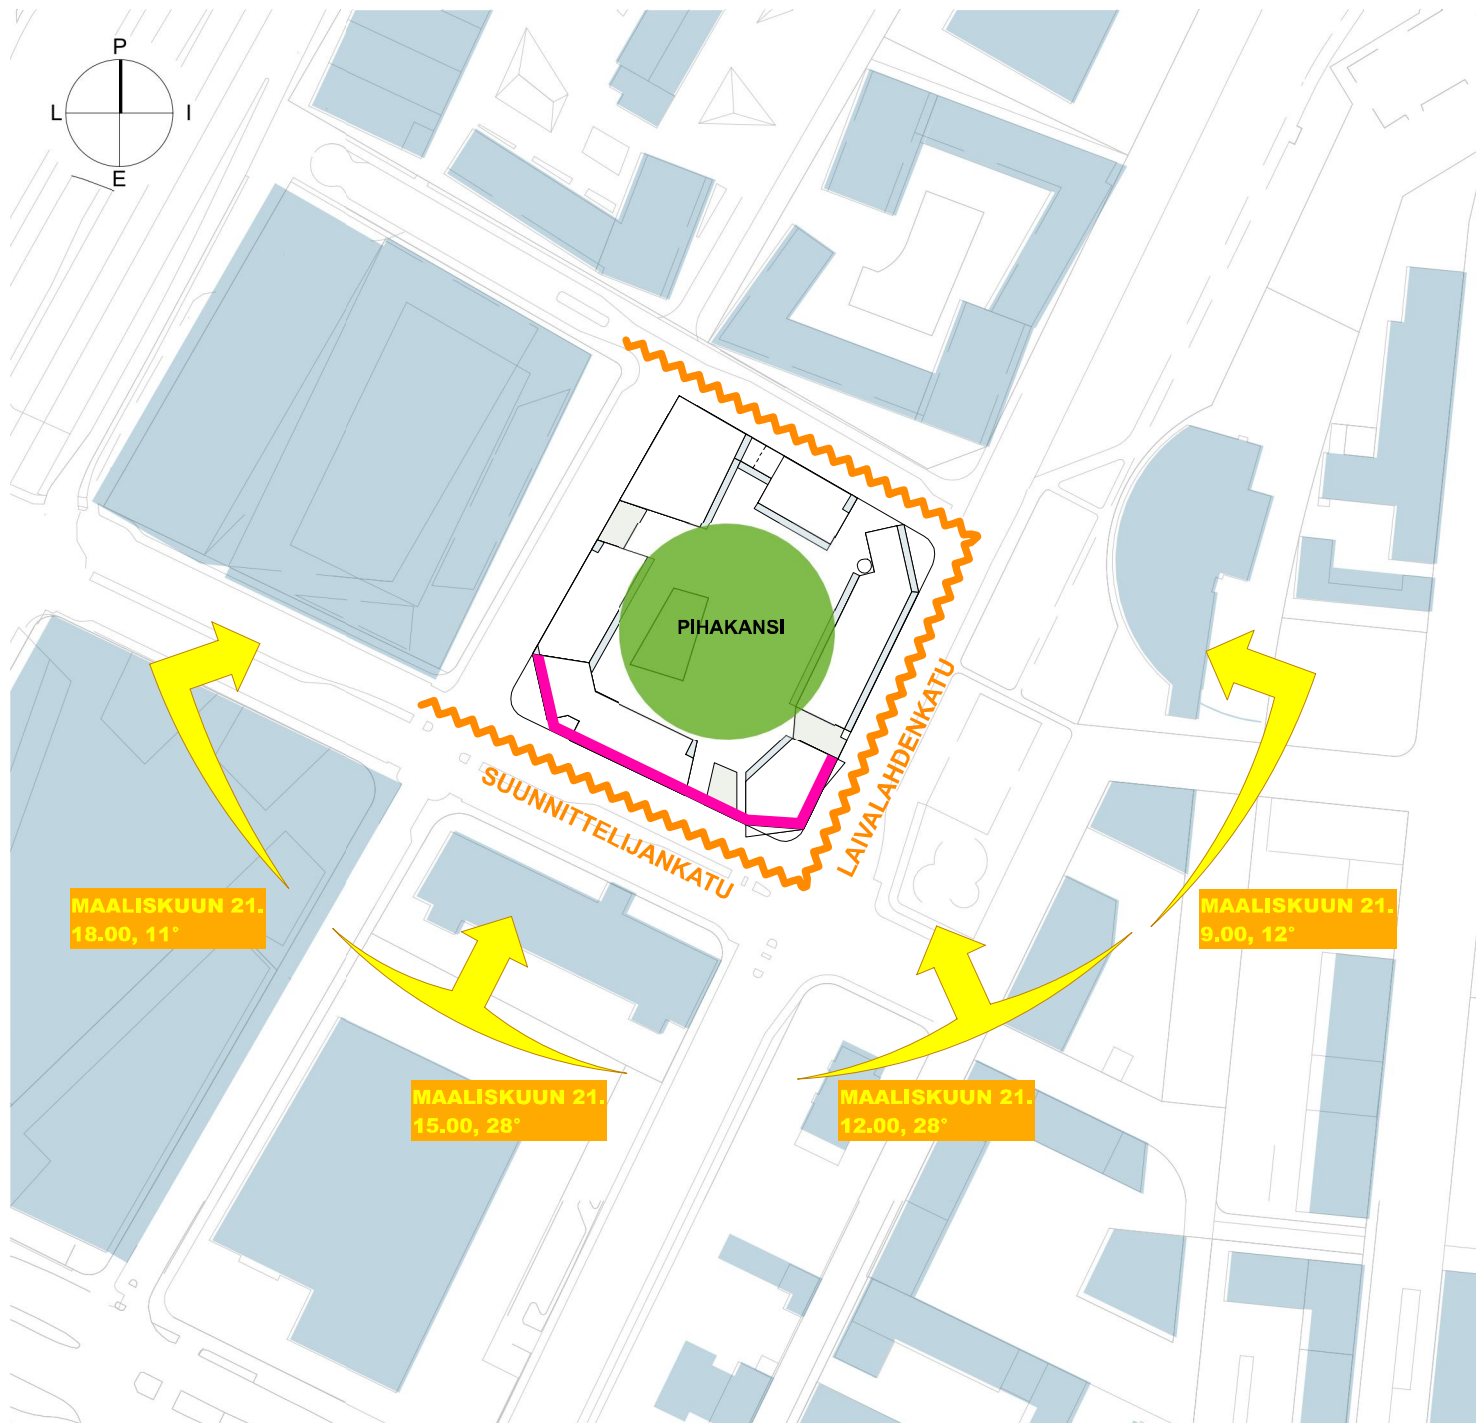 P
L
I
E
PIHAKANSI
SUUNNITTELIJANKATU
LAIVALAHDENKATU
MAALISKUUN 21.
18.00, 11°
MAALISKUUN 21.
9.00, 12°
MAALISKUUN 21.
15.00, 28°
MAALISKUUN 21.
12.00, 28°